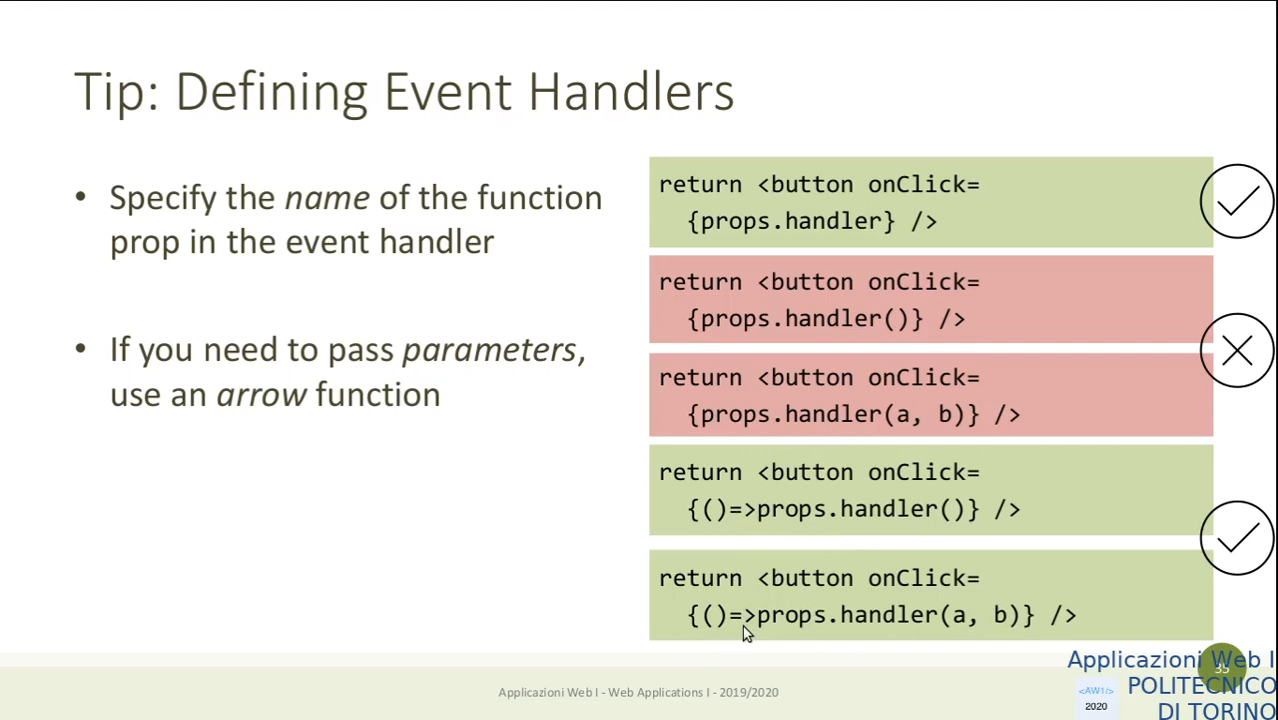 Tip: Defining Event Handlers
• Specify the name of the function
prop in the event handler
• If you need to pass parameters,
use an arrow function
return <button onClick=
{props.handler} />
return <button onClick=
{props.handler()} />
return <button onClick=
{props.handler(a, b)} />
return <button onClick=
{()=>props.handler()} />
return <button onClick=
{()=>props.handler(a, b)} />
Applicazioni Web I - Web Applications I - 2019/2020
<AW1/>
2020
Applicazioni Web I
POLITECNICO
DI TORINO